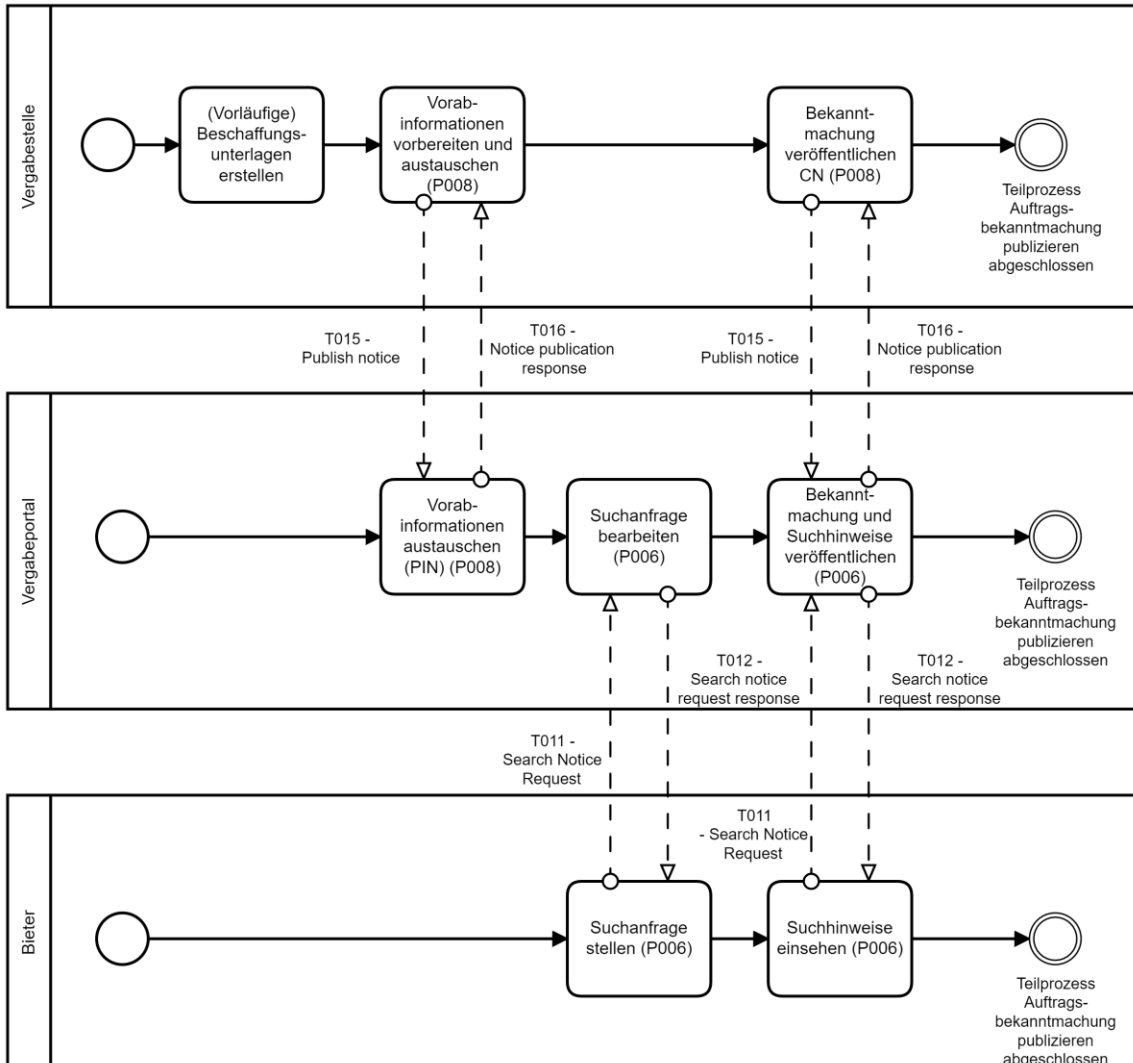 Vergabestelle
(Vorläufige)
Beschaffungs-
unterlagen
erstellen
Vorab-
informationen
vorbereiten und
austauschen
(P008)
Bekannt-
machung
veröffentlichen
CN (P008)
Teilprozess
Auftrags-
bekanntmachung
publizieren
abgeschlossen
T015 -
Publish notice
T016 -
Notice publication
response
T015 -
Publish notice
T016 -
Notice publication
response
Vergabeportal
Vorab-
informationen
austauschen
(PIN) (P008)
Suchanfrage
bearbeiten
(P006)
Bekannt-
machung und
Suchhinweise
veröffentlichen
(P006)
Teilprozess
Auftrags-
bekanntmachung
publizieren
abgeschlossen
T012 -
Search notice
request response
T012 -
Search notice
request response
T011 -
Search Notice
Request
T011
- Search Notice
Request
Bieter
Suchanfrage
stellen (P006)
Suchhinweise
einsehen (P006)
Teilprozess
Auftrags-
bekanntmachung
publizieren
abgeschlossen